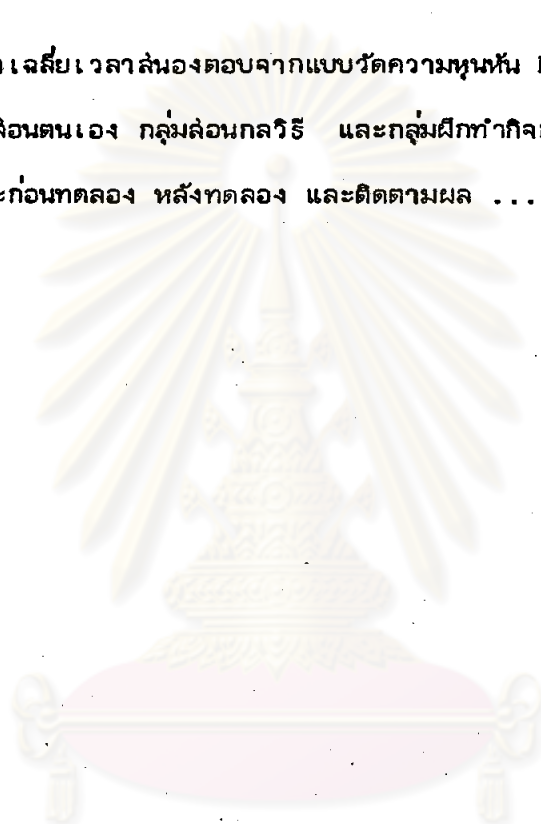 เฉลี่ยเวลาสนองตอบจากแบบวัดความหุนหัน
สอนตนเอง กลุ่มสอนกลวิธี และกลุ่มฝึกทำกิจ
ก่อนทดลอง หลังทดลอง และติดตามผล ...